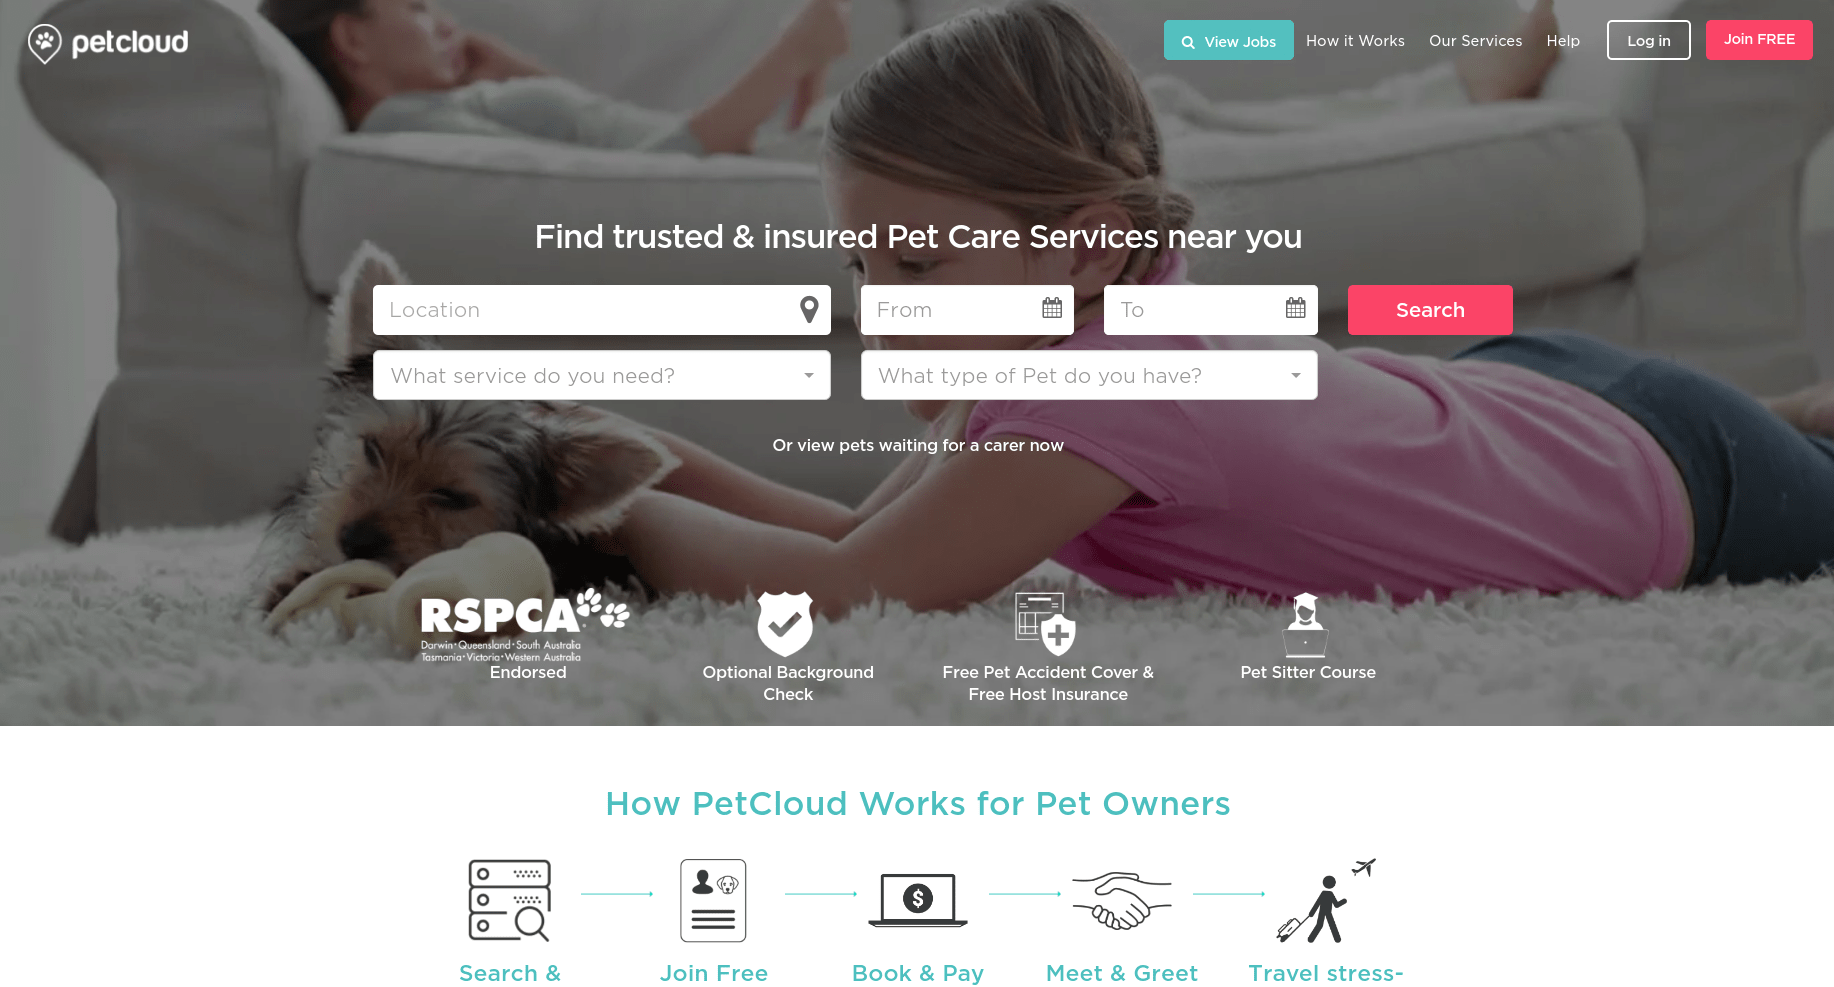 petcloud
View Jobs
How it Works
Our Services
Help
Log in
Join FREE
Find trusted & insured Pet Care Services near you
Location
From
To
Search
What service do you need?
What type of Pet do you have?
Or view pets waiting for a carer now
RSPCA
Darwin • Queensland • South Australia
Tasmania • Victoria • Western Australia
Endorsed
Optional Background
Check
Free Pet Accident Cover &
Free Host Insurance
Pet Sitter Course
How PetCloud Works for Pet Owners
$
Search &
Join Free
Book & Pay
Meet & Greet
Travel stress-